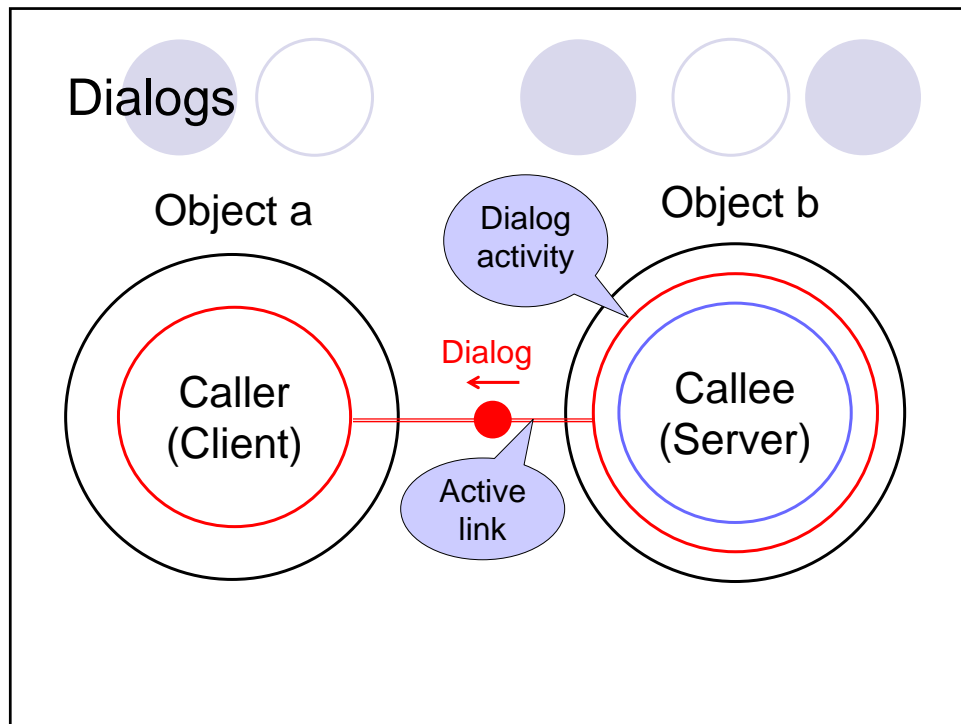 Dialogs
Object a
Object b
Dialog
activity
Dialog
Caller
(Client)
Callee
(Server)
Active
link